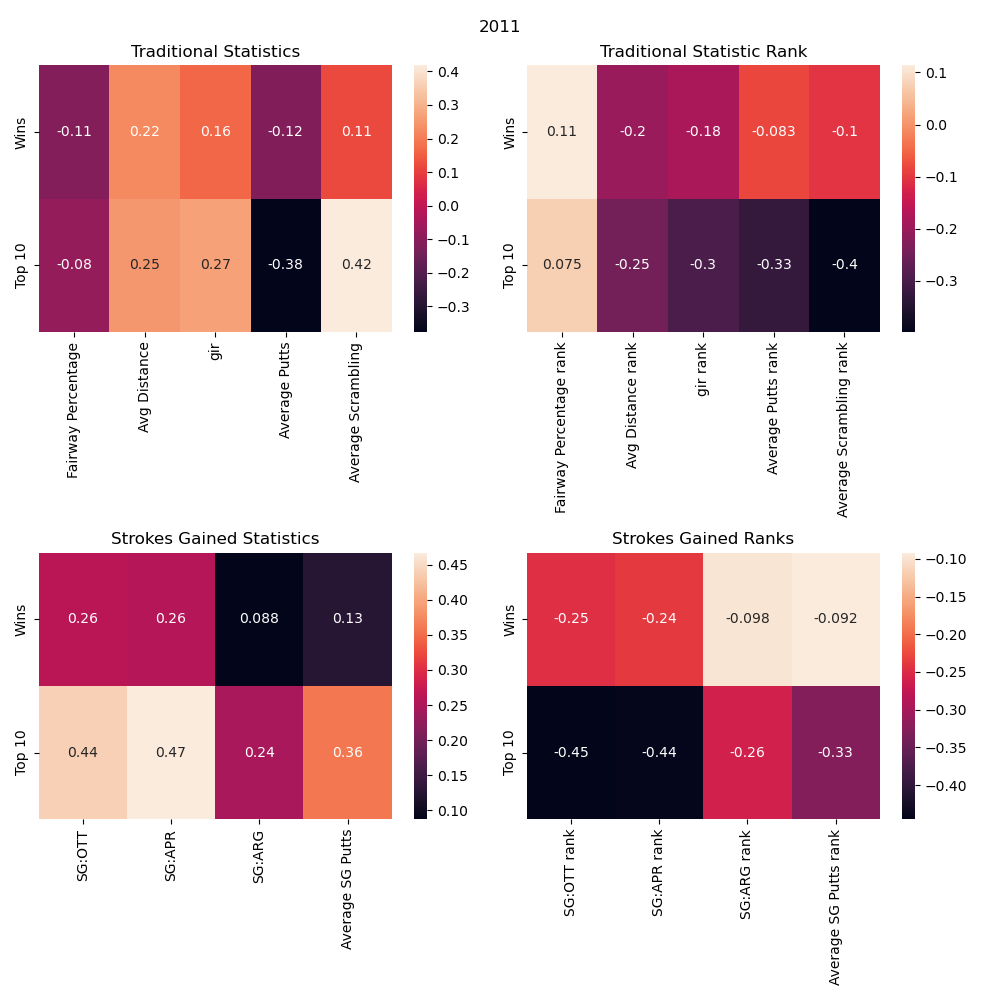 2011
Traditional Statistics
Wins
Top 10
-0.11 0.22 0.16 -0.12 0.11
-0.08 0.25 0.27 -0.38 0.42
0.4
0.3
0.2
0.1
0.0
−0.1
−0.2
−0.3
Fairway Percentage
Avg Distance
gir
Average Putts
Average Scrambling
Traditional Statistic Rank
Wins
Top 10
0.11 -0.2 -0.18 -0.083 -0.1
0.075 -0.25 -0.3 -0.33 -0.4
0.1
0.0
−0.1
−0.2
−0.3
Fairway Percentage rank
Avg Distance rank
gir rank
Average Putts rank
Average Scrambling rank
Strokes Gained Statistics
Wins
Top 10
0.26 0.26 0.088 0.13
0.44 0.47 0.24 0.36
0.45
0.40
0.35
0.30
0.25
0.20
0.15
0.10
SG:OTT
SG:APR
SG:ARG
Average SG Putts
Strokes Gained Ranks
Wins
Top 10
-0.25 -0.24 -0.098 -0.092
-0.45 -0.44 -0.26 -0.33
−0.10
−0.15
−0.20
−0.25
−0.30
−0.35
−0.40
SG:OTT rank
SG:APR rank
SG:ARG rank
Average SG Putts rank